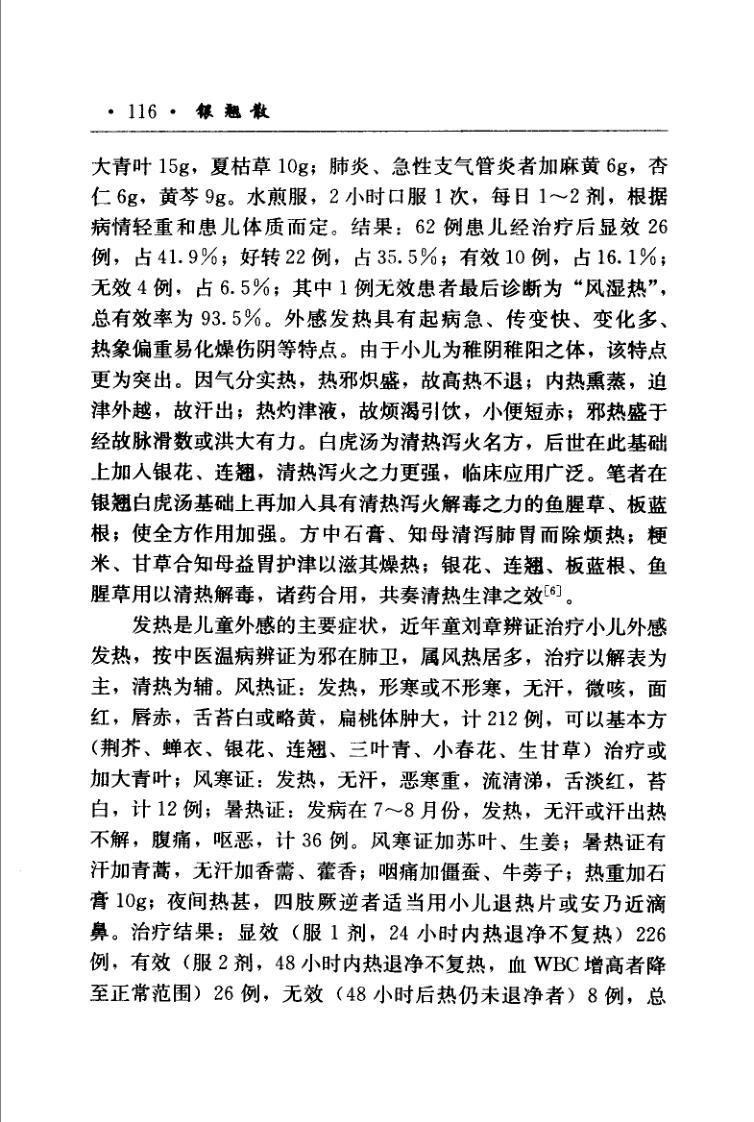 · 116 · 银翘散
大青叶 15g，夏枯草 10g；肺炎、急性支气管炎者加麻黄 6g，杏
仁 6g，黄芩 9g。水煎服，2 小时口服 1 次，每日 1～2 剂，根据
病情轻重和患儿体质而定。结果：62 例患儿经治疗后显效 26
例，占 41.9%；好转 22 例，占 35.5%；有效 10 例，占 16.1%；
无效 4 例，占 6.5%；其中 1 例无效患者最后诊断为“风湿热”，
总有效率为 93.5%。外感发热具有起病急、传变快、变化多、
热象偏重易化燥伤阴等特点。由于小儿为稚阴稚阳之体，该特点
更为突出。因气分实热，热邪炽盛，故高热不退；内热熏蒸，迫
津外越，故汗出；热灼津液，故烦渴引饮，小便短赤；邪热盛于
经故脉滑数或洪大有力。白虎汤为清热泻火名方，后世在此基础
上加入银花、连翘，清热泻火之力更强，临床应用广泛。笔者在
银翘白虎汤基础上再加入具有清热泻火解毒之力的鱼腥草、板蓝
根；使全方作用加强。方中石膏、知母清泻肺胃而除烦热；粳
米、甘草合知母益胃护津以滋其燥热；银花、连翘、板蓝根、鱼
腥草用以清热解毒，诸药合用，共奏清热生津之效[6]。
发热是儿童外感的主要症状，近年童刘章辨证治疗小儿外感
发热，按中医温病辨证为邪在肺卫，属风热居多，治疗以解表为
主，清热为辅。风热证：发热，形寒或不形寒，无汗，微咳，面
红，唇赤，舌苔白或略黄，扁桃体肿大，计 212 例，可以基本方
（荆芥、蝉衣、银花、连翘、三叶青、小春花、生甘草）治疗或
加大青叶；风寒证：发热，无汗，恶寒重，流清涕，舌淡红，苔
白，计 12 例；暑热证：发病在 7～8 月份，发热，无汗或汗出热
不解，腹痛，呕恶，计 36 例。风寒证加苏叶、生姜；暑热证有
汗加青蒿，无汗加香薷、藿香；咽痛加僵蚕、牛蒡子；热重加石
膏 10g；夜间热甚，四肢厥逆者适当用小儿退热片或安乃近滴
鼻。治疗结果：显效（服 1 剂，24 小时内热退净不复热）226
例，有效（服 2 剂，48 小时内热退净不复热，血 WBC 增高者降
至正常范围）26 例，无效（48 小时后热仍未退净者）8 例，总